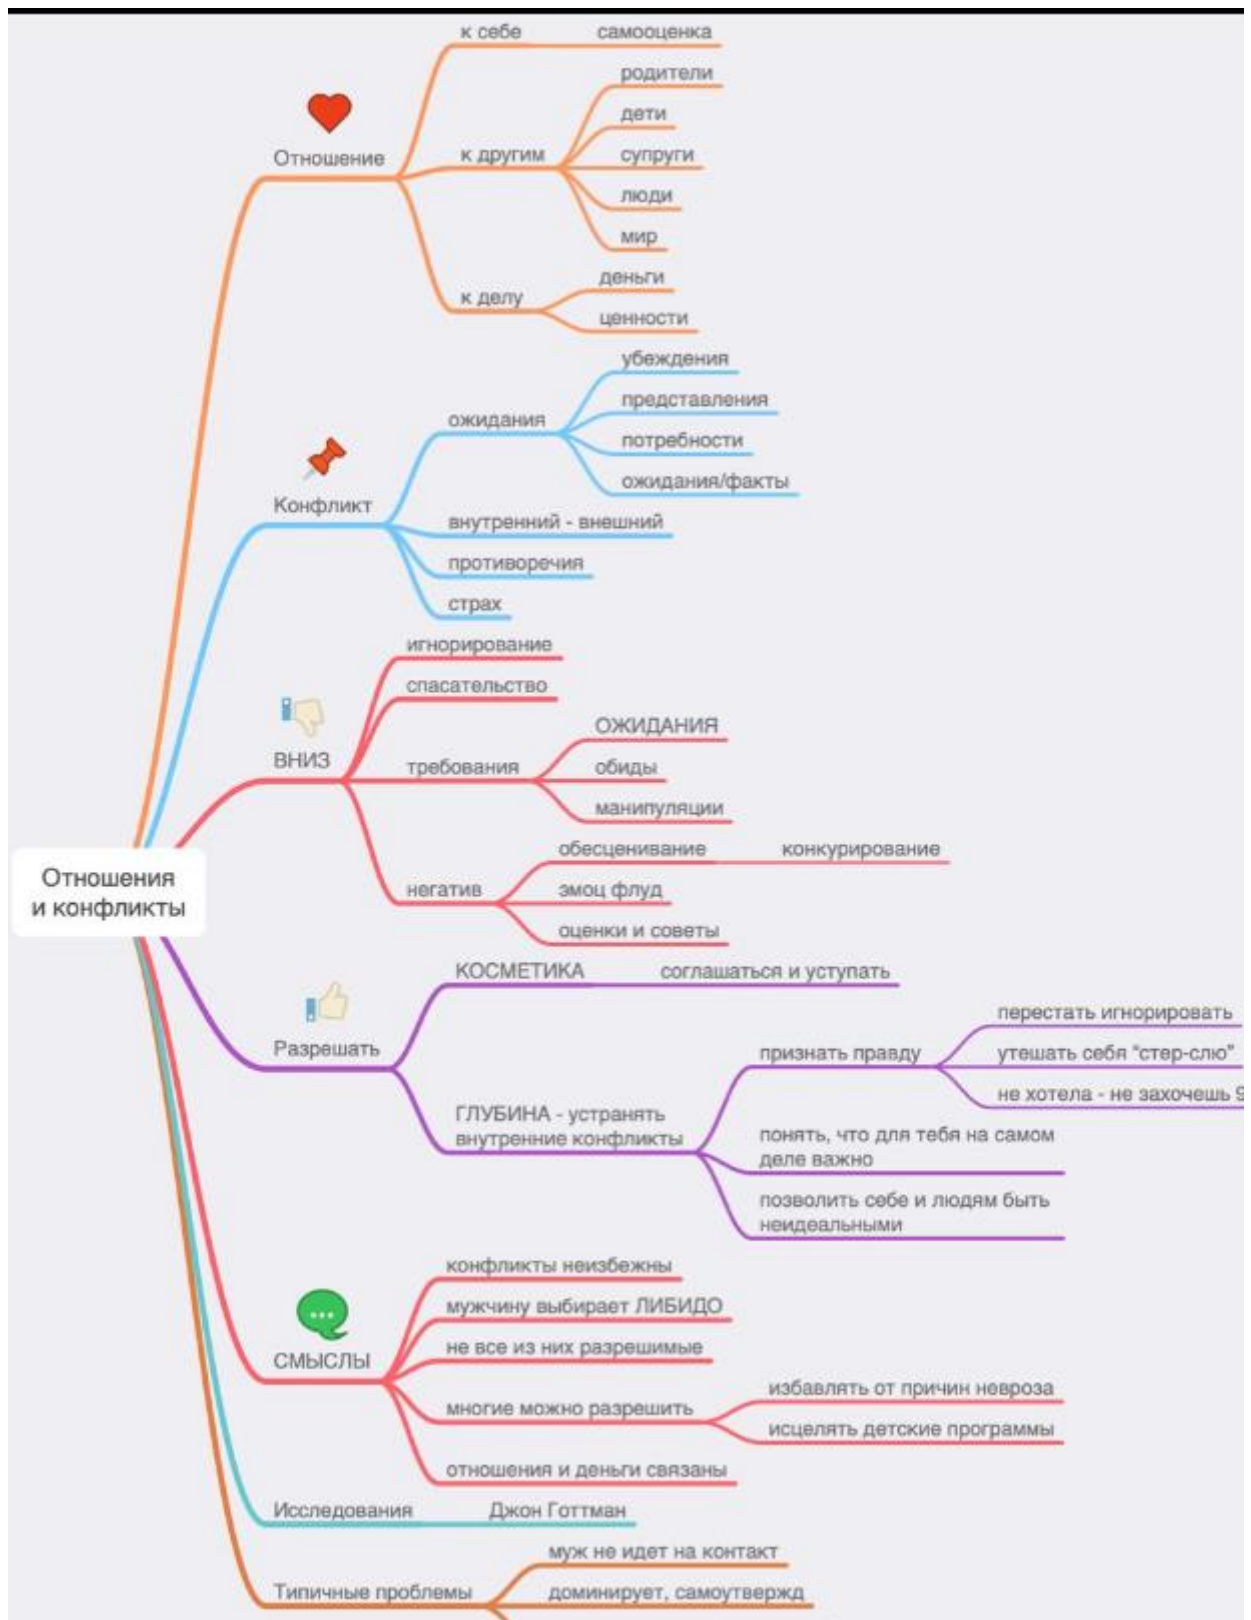 к себе
самооценка
родители
дети
Отношение
к другим
супруги
люди
мир
деньги
к делу
ценности
убеждения
представления
ожидания
потребности
ожидания/факты
Конфликт
внутренний - внешний
противоречия
страх
игнорирование
спасательство
ОЖИДАНИЯ
ВНИЗ
требования
обиды
манипуляции
обесценивание
конкурирование
негатив
эмоц флуд
оценки и советы
Отношения
и конфликты
КОСМЕТИКА
соглашаться и уступать
Разрешать
перестать игнорировать
признать правду
утешать себя "стер-слю"
не хотела - не захочешь 9
ГЛУБИНА - устранять
внутренние конфликты
понять, что для тебя на самом
деле важно
позволить себе и людям быть
неидеальными
конфликты неизбежны
мужчину выбирает ЛИБИДО
не все из них разрешимые
СМЫСЛЫ
избавлять от причин невроза
многие можно разрешить
исцелять детские программы
отношения и деньги связаны
Исследования
Джон Готтман
муж не идет на контакт
Типичные проблемы
доминирует, самоутвержд